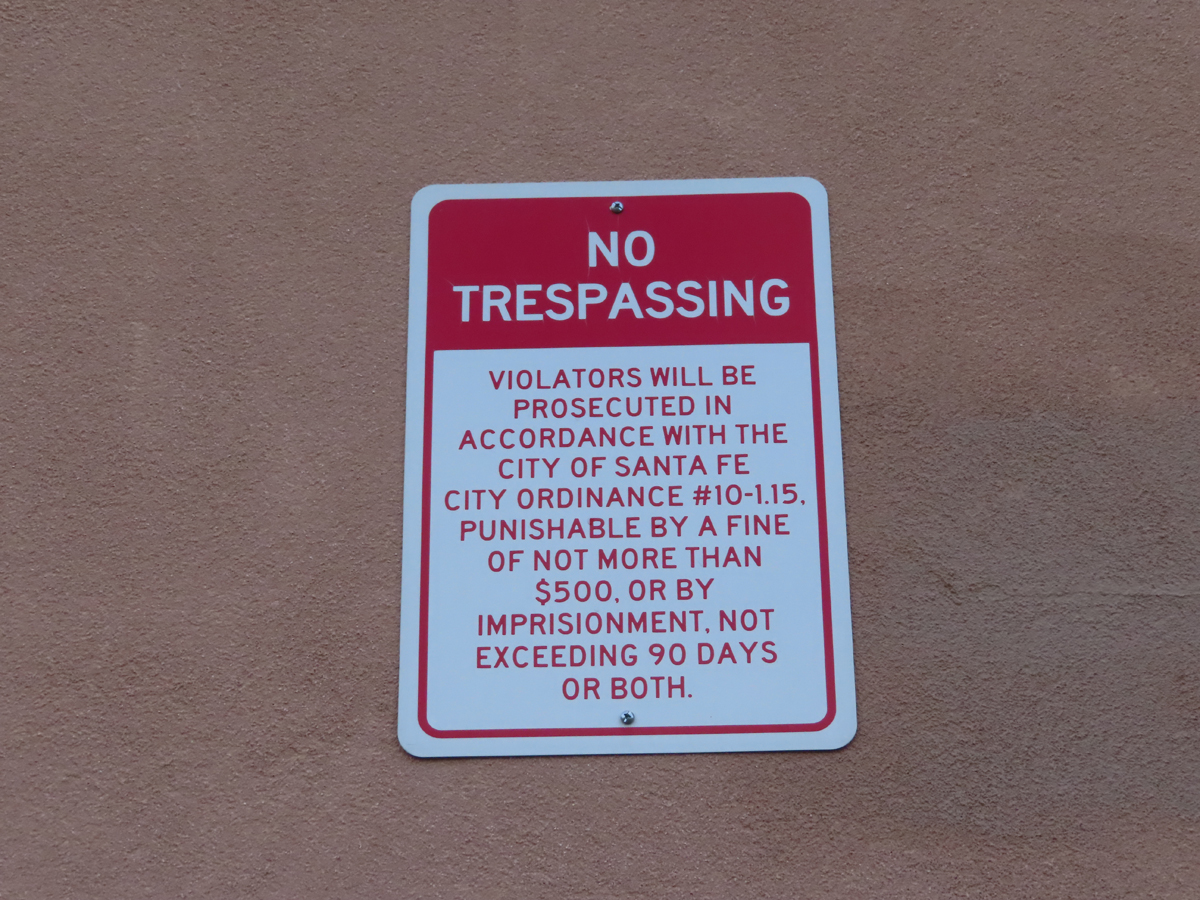 NO
TRESPASSING
VIOLATORS WILL BE
PROSECUTED IN
ACCORDANCE WITH THE
CITY OF SANTA FE
CITY ORDINANCE #10-1.15,
PUNISHABLE BY A FINE
OF NOT MORE THAN
$500, OR BY
IMPRISIONMENT, NOT
EXCEEDING 90 DAYS
OR BOTH.